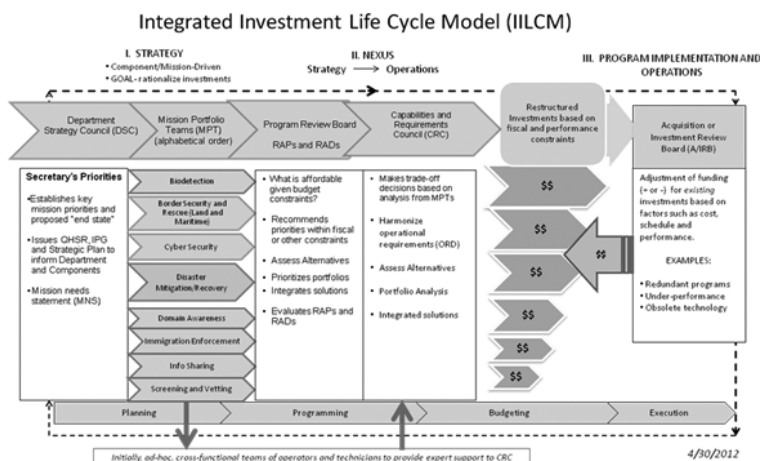 Integrated Investment Life Cycle Model (IILCM)
I. STRATEGY
• Component/Mission-Driven
• GOAL- rationalize investments
II. NEXUS
Strategy → Operations
III. PROGRAM IMPLEMENTATION AND
OPERATIONS
Department
Strategy Council (DSC)
Mission Portfolio
Teams (MPT)
(alphabetical order)
Program Review Board
RAPs and RADs
Capabilities and
Requirements
Council (CRC)
Restructured
Investments based on
fiscal and performance
constraints
Acquisition or
Investment Review
Board (A/IRB)
Secretary's Priorities
• Establishes key
mission priorities and
proposed "end state"
• Issues QHSR, IPG
and Strategic Plan to
inform Department
and Components
• Mission needs
statement (MNS)
Biodetection
Border Security and
Rescue (Land and
Maritime)
Cyber Security
Disaster
Mitigation/Recovery
Domain Awareness
Immigration Enforcement
Info Sharing
Screening and Vetting
• What is affordable
given budget
constraints?
• Recommends
priorities within fiscal
or other constraints
• Assess Alternatives
• Prioritizes portfolios
• Integrates solutions
• Evaluates RAPs and
RADs
• Makes trade-off
decisions based on
analysis from MPTs
• Harmonize
operational
requirements (ORD)
• Assess Alternatives
• Portfolio Analysis
• Integrated solutions
$$
$$
$$
$$
$$
$$
$$
Adjustment of funding
(+ or -) for existing
investments based on
factors such as cost,
schedule and
performance.
EXAMPLES:
• Redundant programs
• Under-performance
• Obsolete technology
Planning
Programming
Budgeting
Execution
Initially, ad-hoc, cross-functional teams of operators and technicians to provide expert support to CRC
4/30/2012